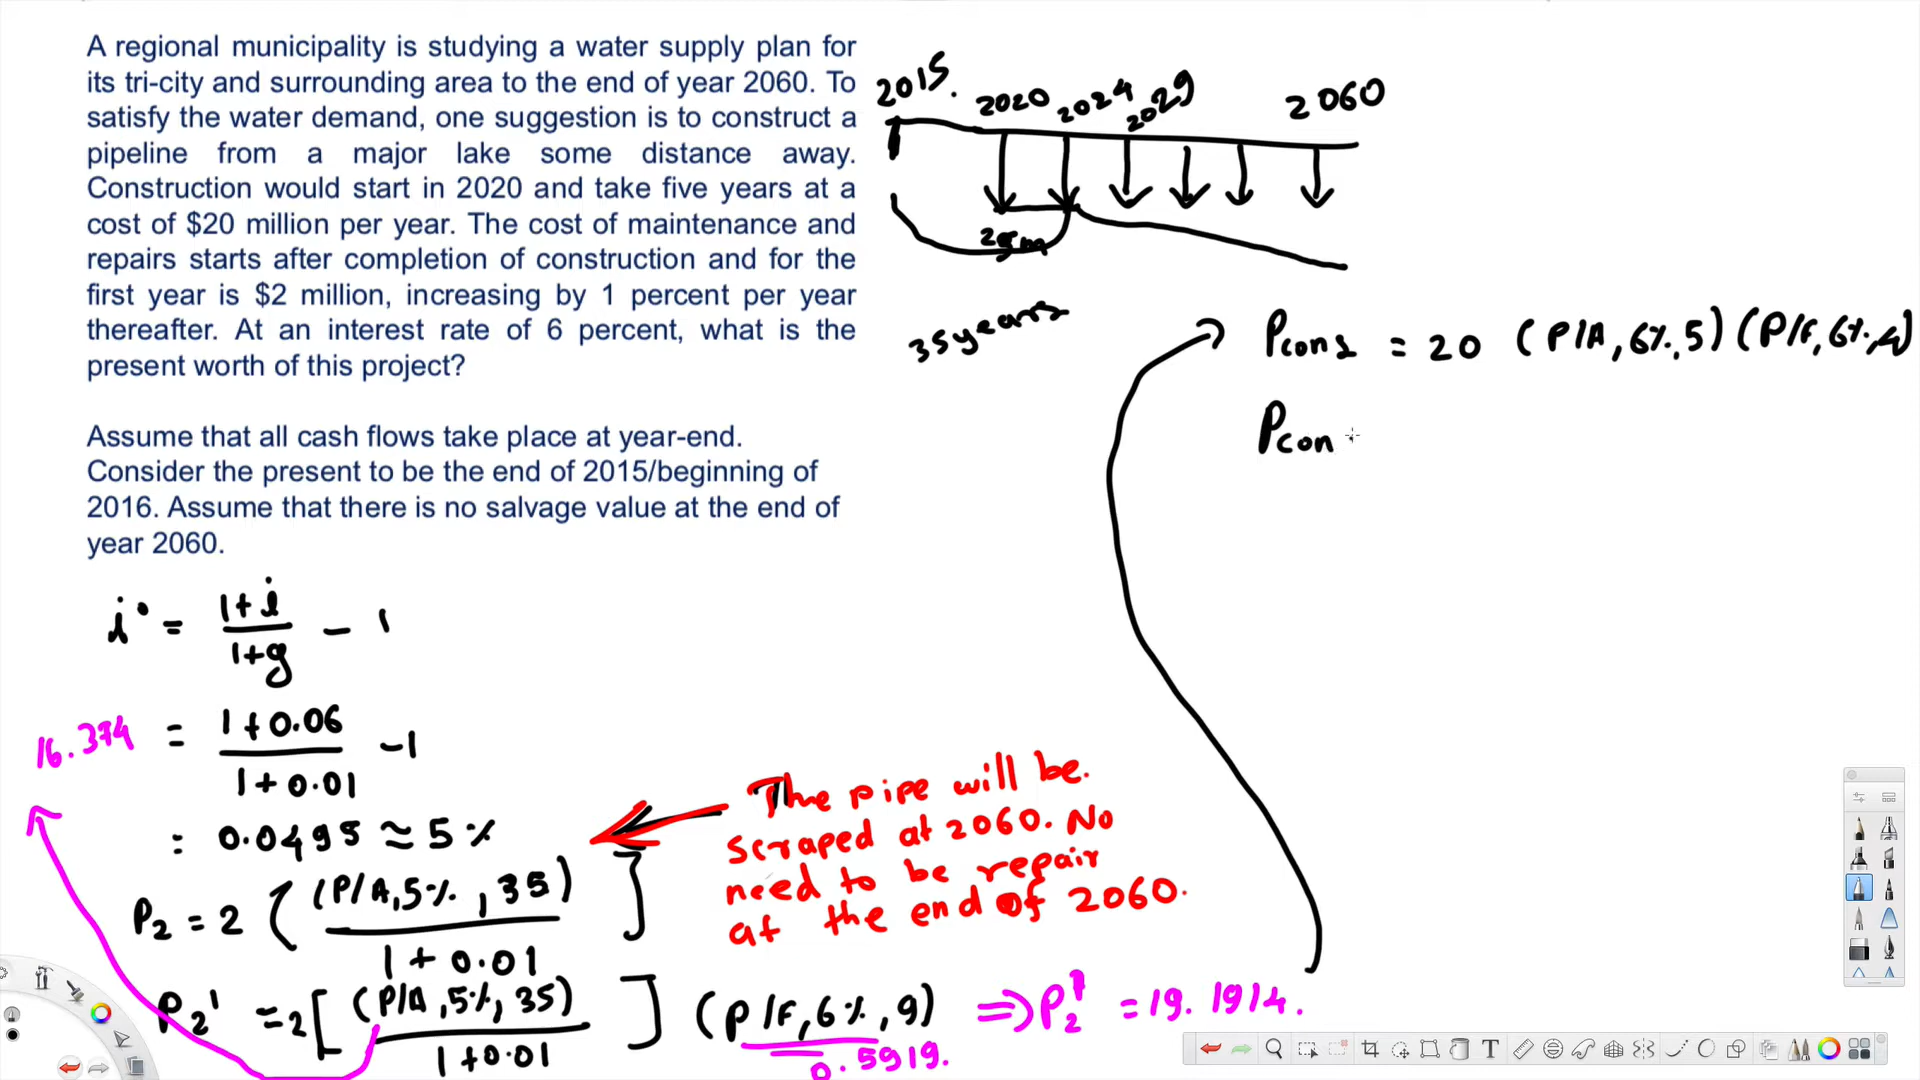 A regional municipality is studying a water supply plan for
its tri-city and surrounding area to the end of year 2060. To
satisfy the water demand, one suggestion is to construct a
pipeline from a major lake some distance away.
Construction would start in 2020 and take five years at a
cost of $20 million per year. The cost of maintenance and
repairs starts after completion of construction and for the
first year is $2 million, increasing by 1 percent per year
thereafter. At an interest rate of 6 percent, what is the
present worth of this project?
Assume that all cash flows take place at year-end.
Consider the present to be the end of 2015/beginning of
2016. Assume that there is no salvage value at the end of
year 2060.
i° = 1+i / 1+g - 1
16.374 = 1+0.06 / 1+0.01 -1
= 0.0495 ≈ 5%
P2 = 2 ( (P/A,5%,35) / 1+0.01 ]
P2' =2 [ (P/A,5%,35) / 1+0.01 ] (P/F,6%,9) ⇒ P2 =19.1914.
0.5919.
The pipe will be.
scraped at 2060. No
need to be repair
at the end of 2060.
2015. 2020 2024 2029 2060
35years
Pcons = 20 (P/A,6%,5)(P/F,6%,4)
Pcon
T